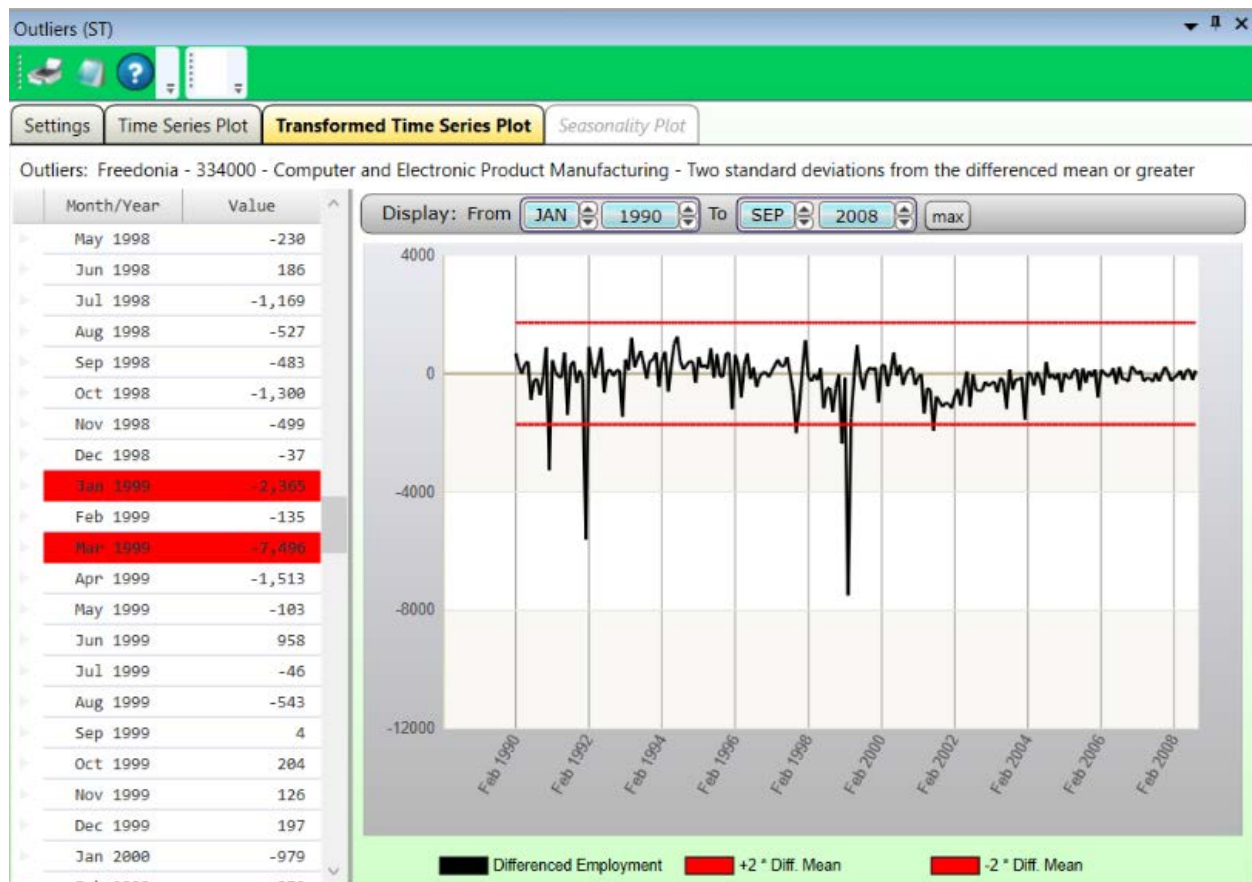 Outliers (ST)
Settings Time Series Plot Transformed Time Series Plot Seasonality Plot
Outliers: Freedonia - 334000 - Computer and Electronic Product Manufacturing - Two standard deviations from the differenced mean or greater
Month/Year Value
May 1998 -230
Jun 1998 186
Jul 1998 -1,169
Aug 1998 -527
Sep 1998 -483
Oct 1998 -1,300
Nov 1998 -499
Dec 1998 -37
Jan 1999 -2,365
Feb 1999 -135
Mar 1999 -7,496
Apr 1999 -1,513
May 1999 -103
Jun 1999 958
Jul 1999 -46
Aug 1999 -543
Sep 1999 4
Oct 1999 204
Nov 1999 126
Dec 1999 197
Jan 2000 -979
Display: From JAN 1990 To SEP 2008 max
4000
0
-4000
-8000
-12000
Feb 1990
Feb 1992
Feb 1994
Feb 1996
Feb 1998
Feb 2000
Feb 2002
Feb 2004
Feb 2006
Feb 2008
Differenced Employment +2 * Diff. Mean -2 * Diff. Mean